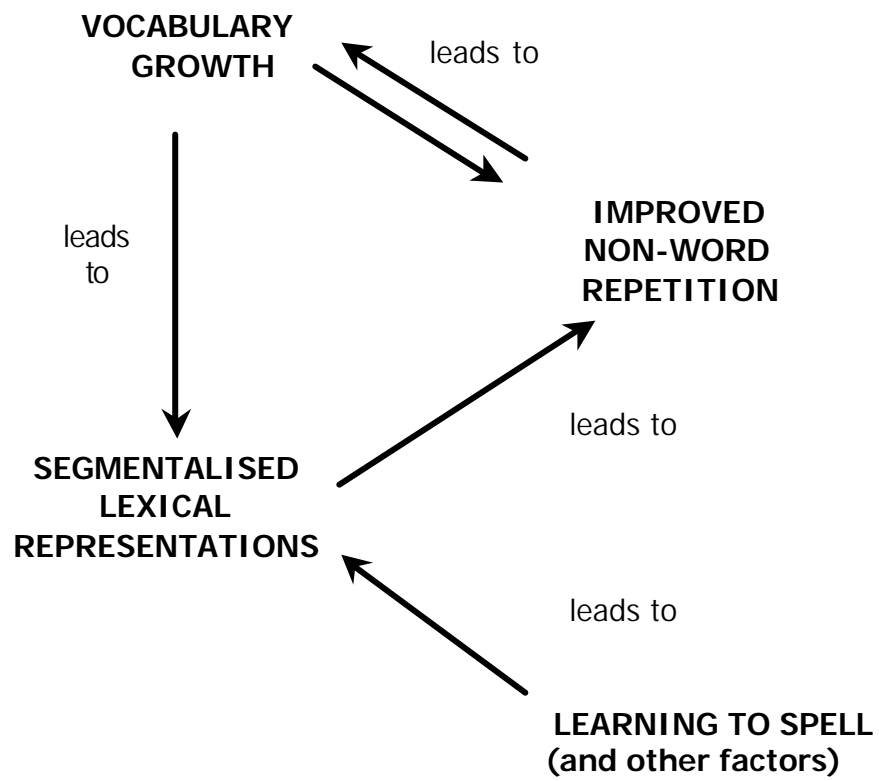 VOCABULARY
GROWTH
leads to
leads
to
IMPROVED
NON-WORD
REPETITION
leads to
SEGMENTALISED
LEXICAL
REPRESENTATIONS
leads to
LEARNING TO SPELL
(and other factors)